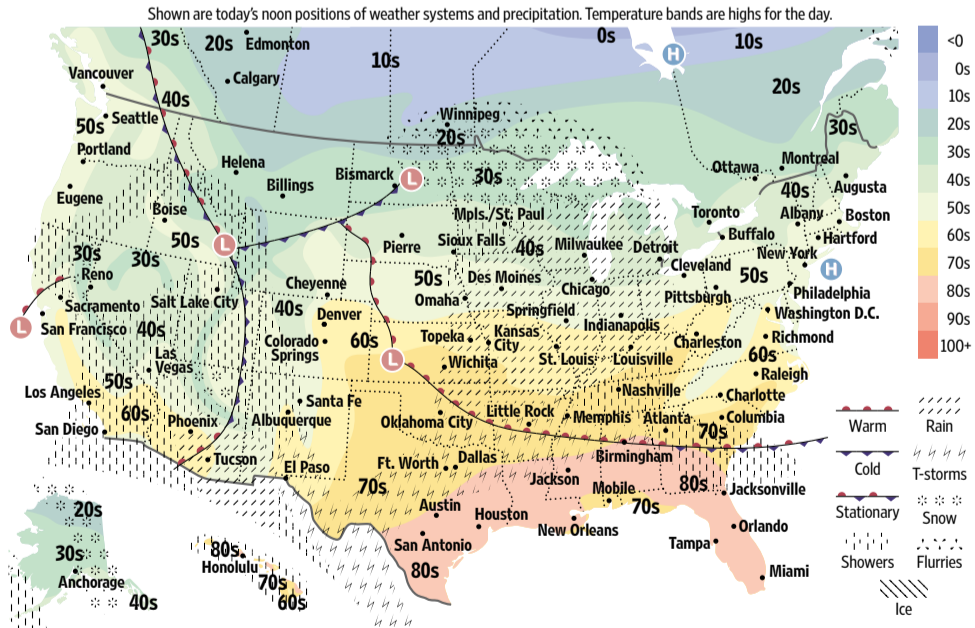 Shown are today's noon positions of weather systems and precipitation. Temperature bands are highs for the day.
30s
20s
Edmonton
0s
10s
H
<0
0s
10s
20s
30s
40s
50s
60s
70s
80s
90s
100+
10s
Vancouver
Calgary
20s
40s
Seattle
50s
Winnipeg
20s
30s
Portland
Helena
Bismarck
L
30s
Ottawa
Montreal
Billings
40s
Augusta
Eugene
Boise
Mpls./St. Paul
Toronto
Albany
Boston
50s
L
Pierre
Sioux Falls
40s
Milwaukee
Detroit
Buffalo
Hartford
30s
30s
New York
H
Reno
50s
Des Moines
Cleveland
50s
Cheyenne
Chicago
Omaha
Pittsburgh
Philadelphia
Sacramento
Salt Lake City
40s
Springfield
Washington D.C.
L
San Francisco
40s
Denver
Indianapolis
Colorado
Springs
60s
Topeka
Kansas
City
Charleston
Richmond
Las
Vegas
L
Wichita
St. Louis
Louisville
60s
Raleigh
Los Angeles
50s
Nashville
Charlotte
60s
Santa Fe
Phoenix
Albuquerque
Oklahoma City
Little Rock
Memphis
Atlanta
Columbia
San Diego
70s
Birmingham
Tucson
El Paso
Ft. Worth
Dallas
Jackson
70s
Mobile
80s
Jacksonville
Austin
Houston
New Orleans
70s
Orlando
San Antonio
Tampa
80s
Miami
20s
30s
Anchorage
40s
80s
Honolulu
70s
60s
Warm
Rain
Cold
T-storms
Stationary
Snow
Showers
Flurries
Ice